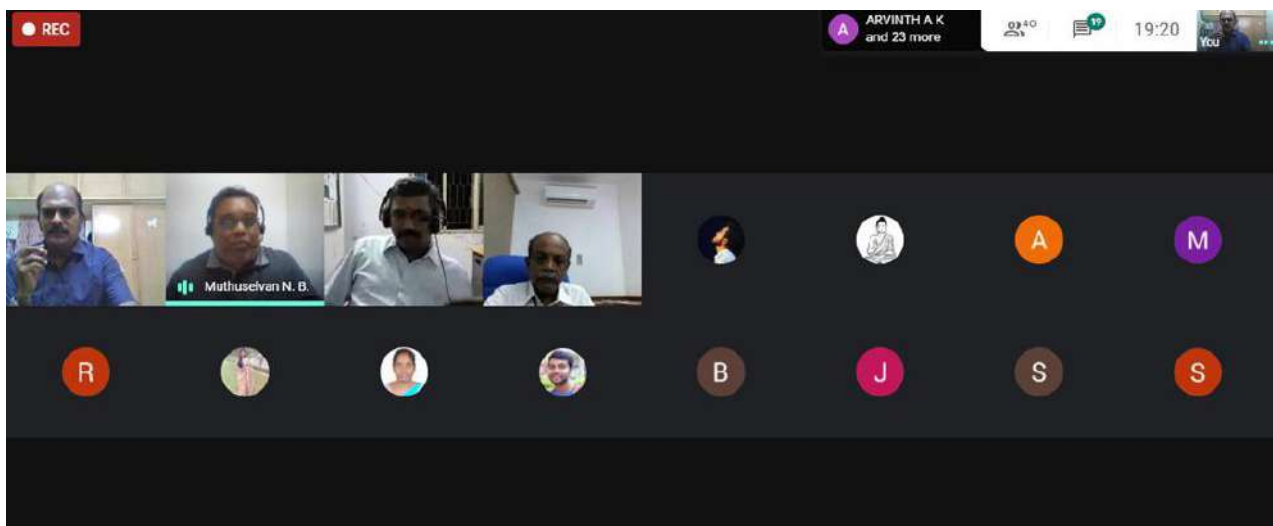 REC
A
ARVINTH A K
and 23 more
40
19
19:20
You
Muthuselvan N. B.
A
M
R
B
J
S
S